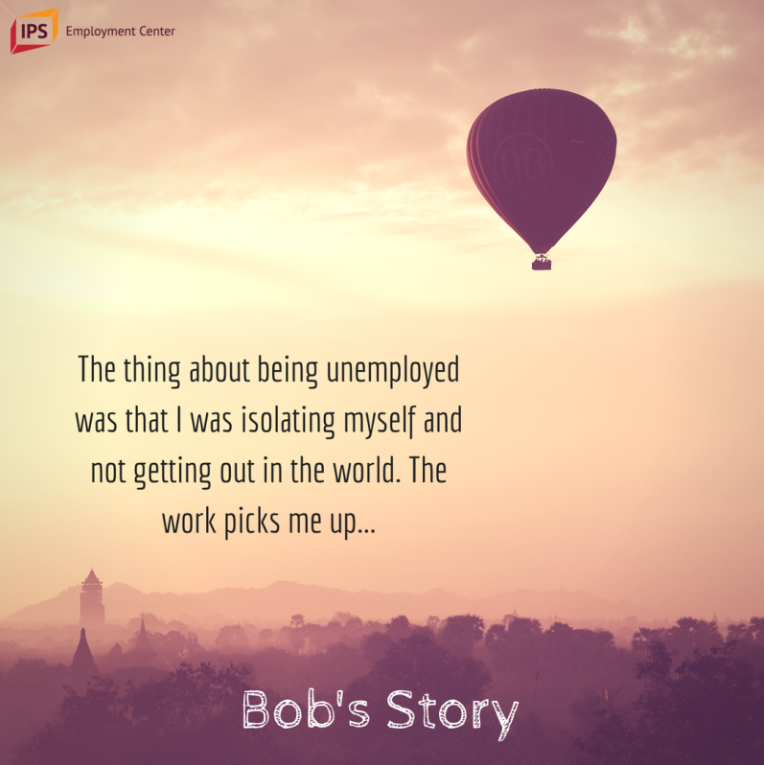 IPS Employment Center
The thing about being unemployed
was that I was isolating myself and
not getting out in the world. The
work picks me up...
Bob's Story